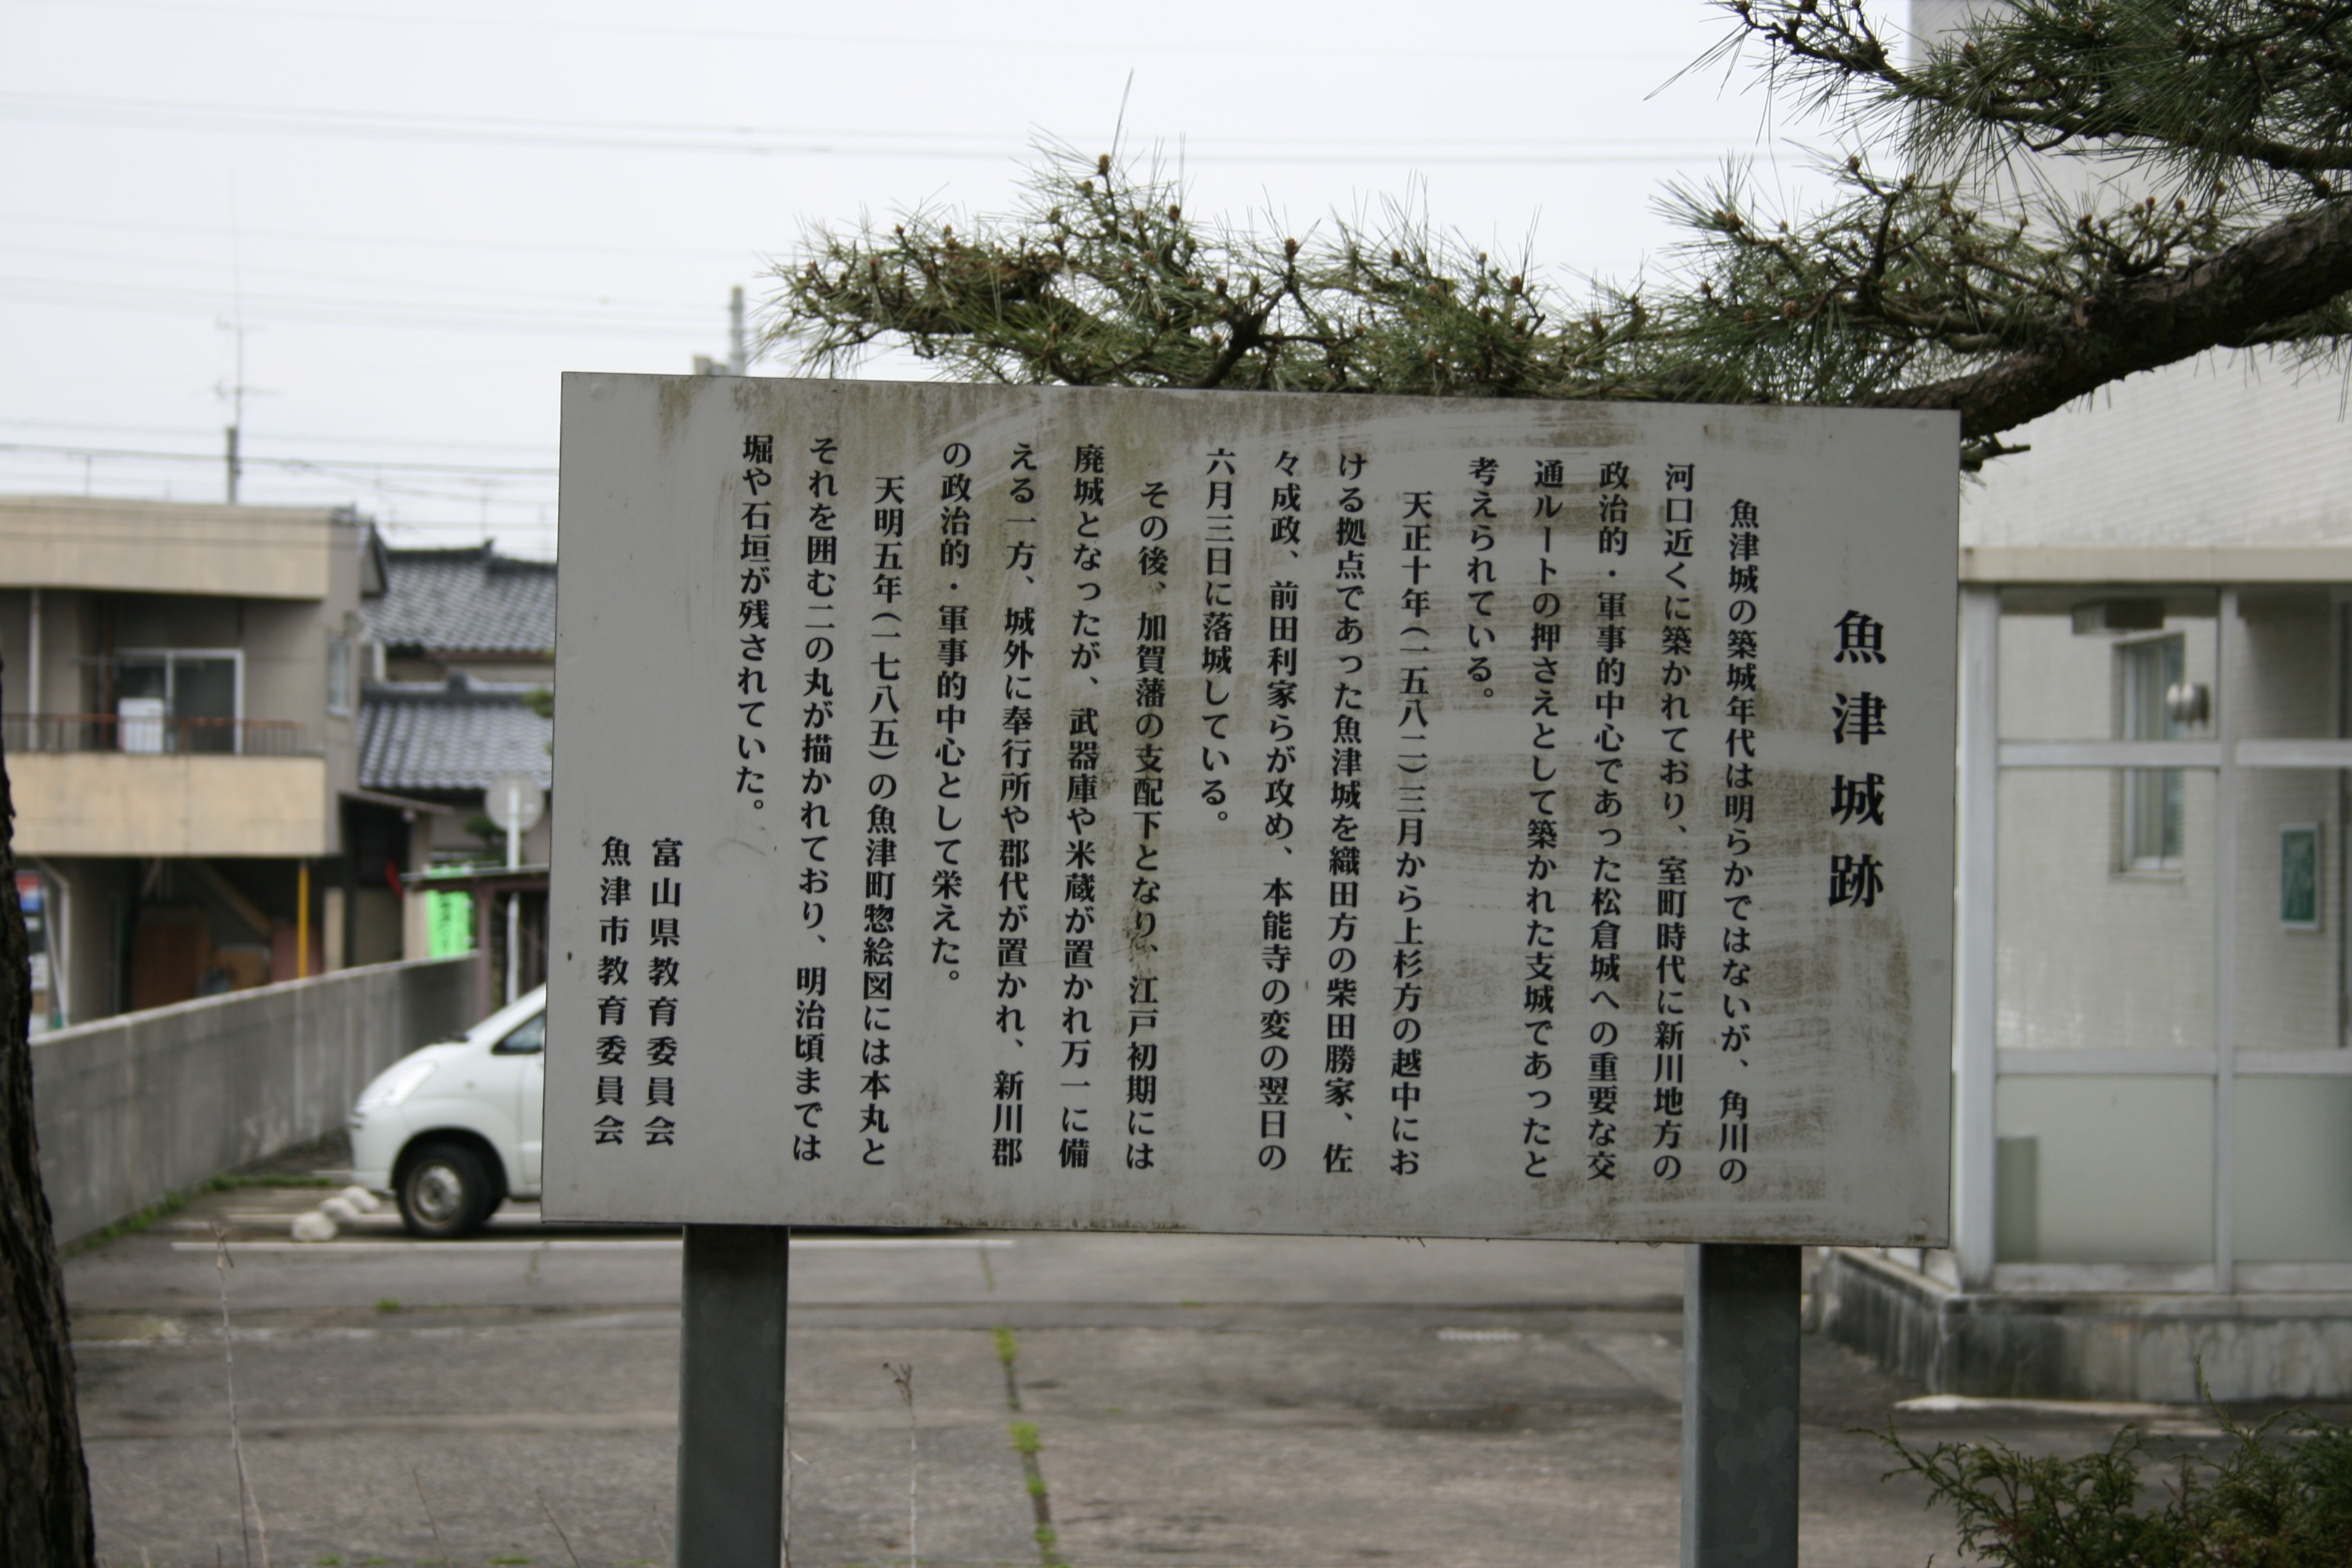 魚津城跡
魚津城の築城年代は明らかではないが、角川の
河口近くに築かれており、室町時代に新川地方の
政治的・軍事的中心であった松倉城への重要な交
通ルートの押さえとして築かれた支城であったと
考えられている。
天正十年(一五八二)三月から上杉方の越中にお
ける拠点であった魚津城を織田方の柴田勝家、佐
々成政、前田利家らが攻め、本能寺の変の翌日の
六月三日に落城している。
その後、加賀藩の支配下となり、江戸初期には
廃城となったが、武器庫や米蔵が置かれ万一に備
える一方、城外に奉行所や郡代が置かれ、新川郡
の政治的・軍事的中心として栄えた。
天明五年(一七八五)の魚津町惣絵図には本丸と
それを囲む二の丸が描かれており、明治頃までは
堀や石垣が残されていた。
富山県教育委員会
魚津市教育委員会